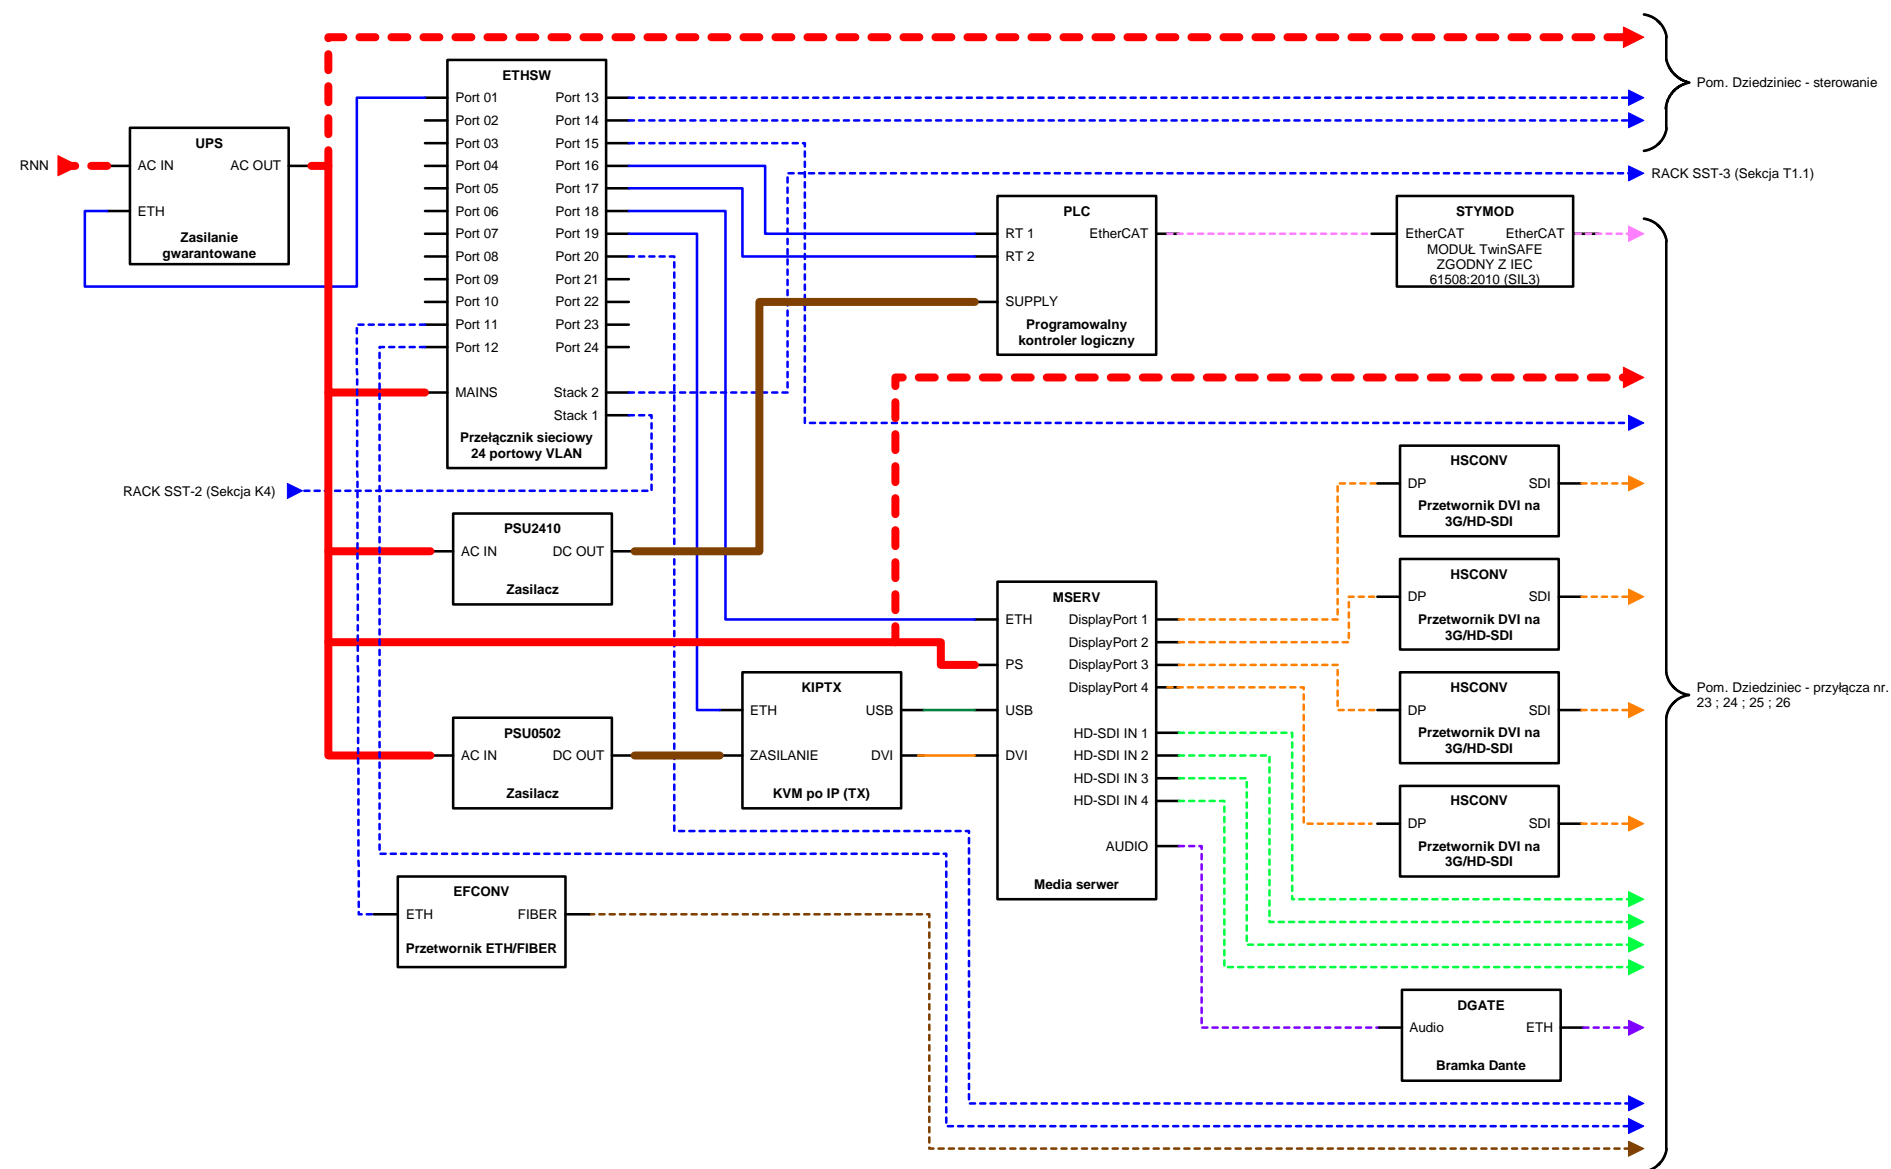 RNN
UPS
AC IN
AC OUT
ETH
Zasilanie
gwarantowane
ETHSW
Port 01
Port 13
Port 02
Port 14
Port 03
Port 15
Port 04
Port 16
Port 05
Port 17
Port 06
Port 18
Port 07
Port 19
Port 08
Port 20
Port 09
Port 21
Port 10
Port 22
Port 11
Port 23
Port 12
Port 24
MAINS
Stack 2
Stack 1
Przełącznik sieciowy
24 portowy VLAN
RACK SST-2 (Sekcja K4)
PSU2410
AC IN
DC OUT
Zasilacz
PSU0502
AC IN
DC OUT
Zasilacz
EFCONV
ETH
FIBER
Przetwornik ETH/FIBER
KIPTX
ETH
USB
ZASILANIE
DVI
KVM po IP (TX)
PLC
RT 1
EtherCAT
RT 2
SUPPLY
Programowalny
kontroler logiczny
STYMOD
EtherCAT
EtherCAT
MODUŁ TwinSAFE
ZGODNY Z IEC
61508:2010 (SIL3)
MSERV
ETH
DisplayPort 1
DisplayPort 2
PS
DisplayPort 3
DisplayPort 4
USB
HD-SDI IN 1
DVI
HD-SDI IN 2
HD-SDI IN 3
HD-SDI IN 4
AUDIO
Media serwer
HSCONV
DP
SDI
Przetwornik DVI na
3G/HD-SDI
HSCONV
DP
SDI
Przetwornik DVI na
3G/HD-SDI
HSCONV
DP
SDI
Przetwornik DVI na
3G/HD-SDI
HSCONV
DP
SDI
Przetwornik DVI na
3G/HD-SDI
DGATE
Audio
ETH
Bramka Dante
Pom. Dziedziniec - sterowanie
RACK SST-3 (Sekcja T1.1)
Pom. Dziedziniec - przyłącza nr.
23 ; 24 ; 25 ; 26